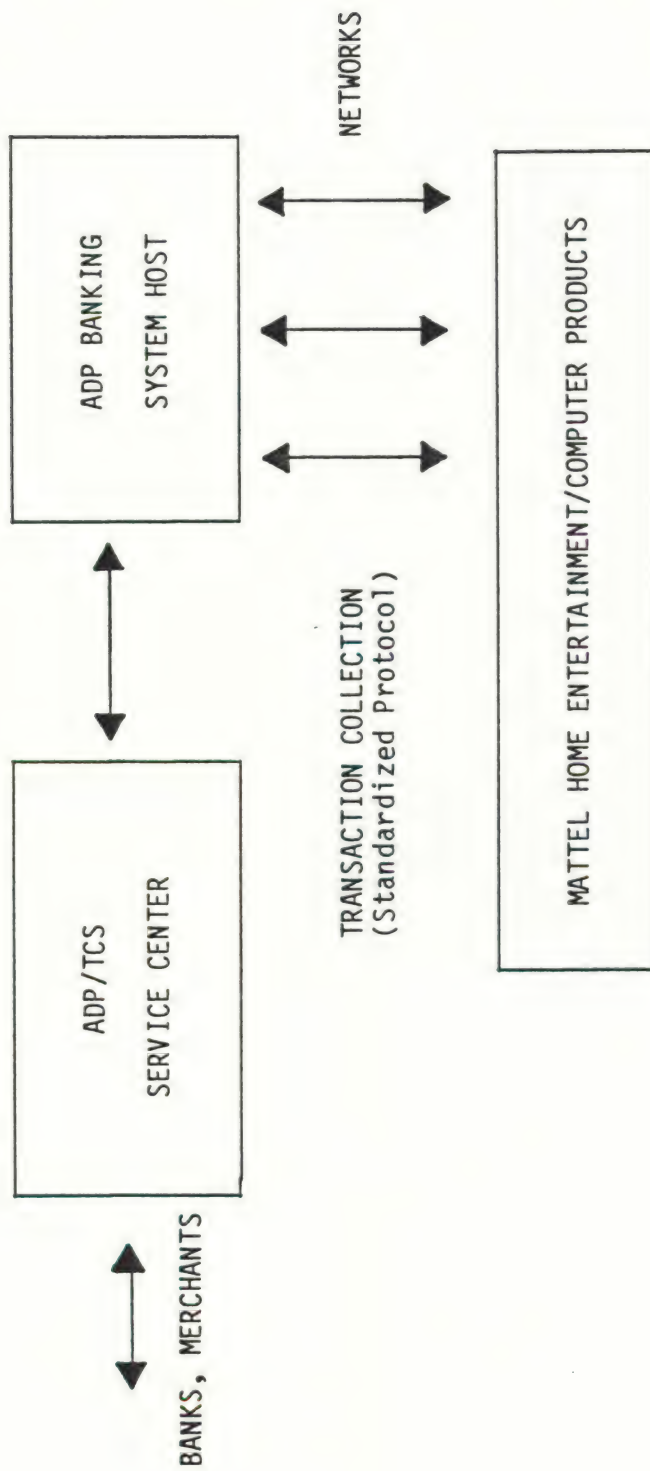 BANKS, MERCHANTS
ADP/TCS
SERVICE CENTER
ADP BANKING
SYSTEM HOST
TRANSACTION COLLECTION
(Standardized Protocol)
NETWORKS
MATTEL HOME ENTERTAINMENT/COMPUTER PRODUCTS